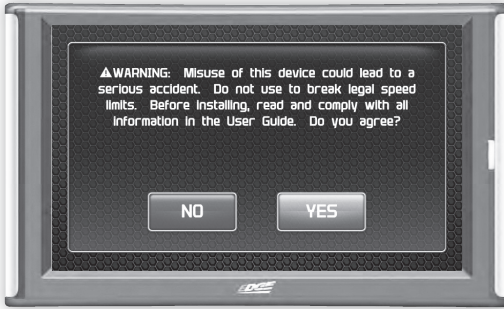 ⚠WARNING: Misuse of this device could lead to a
serious accident. Do not use to break legal speed
limits. Before installing, read and comply with all
information in the User Guide. Do you agree?
NO
YES
EDGE